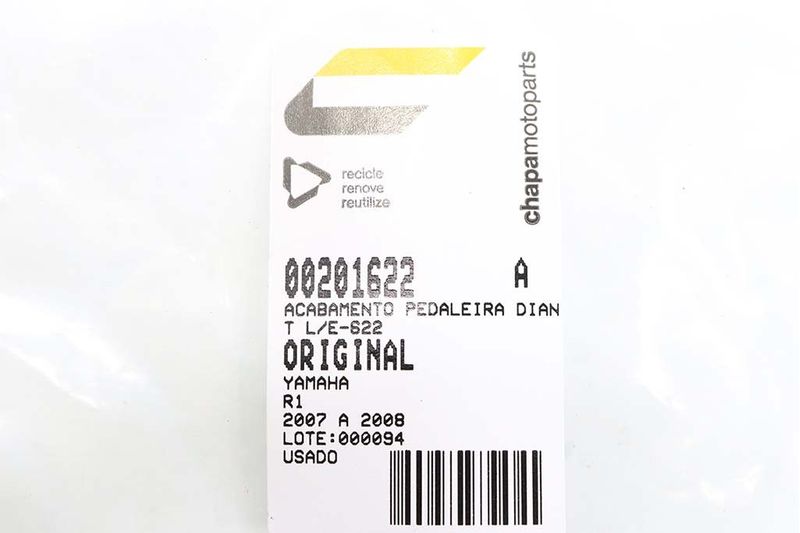 chapamotoparts
recicle
renove
reutilize
00201622 A
ACABAMENTO PEDALEIRA DIAN
T L/E-622
ORIGINAL
YAMAHA
R1
2007 A 2008
LOTE:000094
USADO